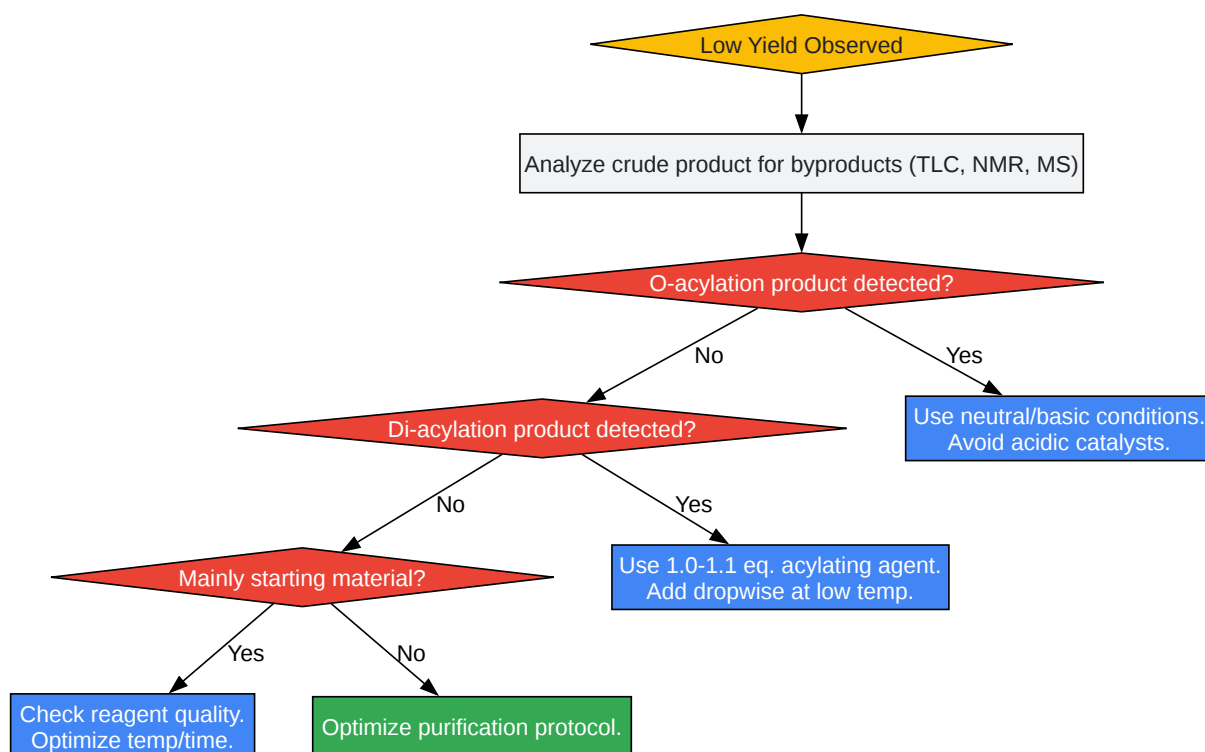 Low Yield Observed
Analyze crude product for byproducts (TLC, NMR, MS)
O-acylation product detected?
No
Yes
Di-acylation product detected?
Use neutral/basic conditions.
Avoid acidic catalysts.
No
Yes
Mainly starting material?
Use 1.0-1.1 eq. acylating agent.
Add dropwise at low temp.
Yes
No
Check reagent quality.
Optimize temp/time.
Optimize purification protocol.